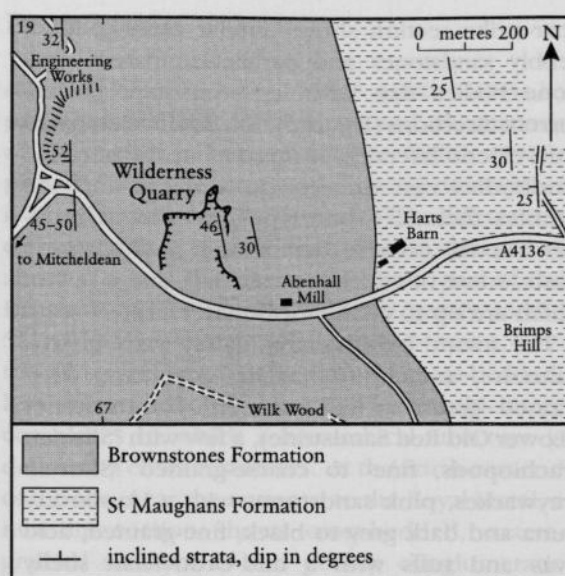 19
32
Engineering
Works
0 metres 200
N
25
52
Wilderness
Quarry
30
45–50
46
30
Harts
Barn
25
to Mitcheldean
Abenhall
Mill
A4136
Brimps
Hill
67
Wilk Wood
Brownstones Formation
St Maughans Formation
inclined strata, dip in degrees